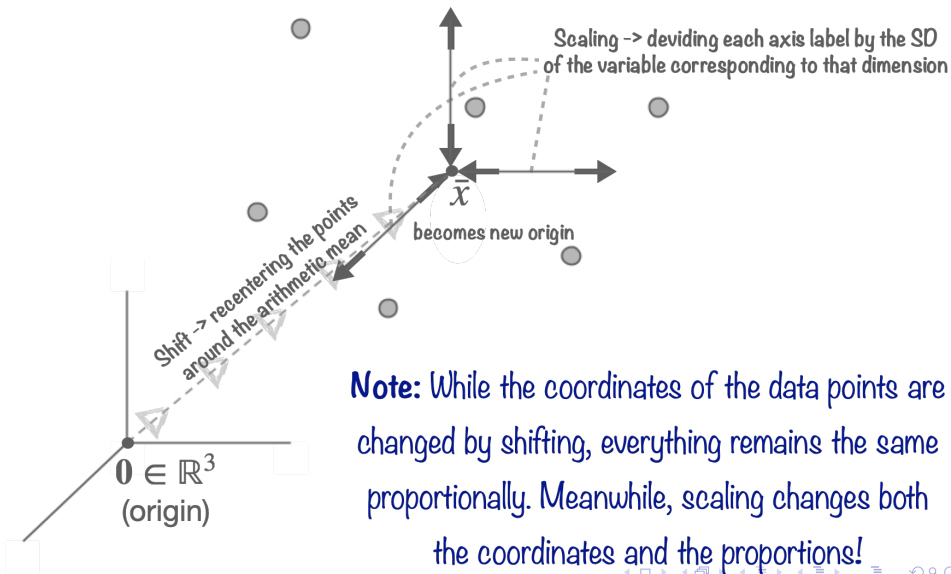 Scaling -> deviding each axis label by the SD
of the variable corresponding to that dimension
x̄
becomes new origin
Shift -> recentering the points
around the arithmetic mean
0 ∈ ℝ³
(origin)
Note: While the coordinates of the data points are
changed by shifting, everything remains the same
proportionally. Meanwhile, scaling changes both
the coordinates and the proportions!